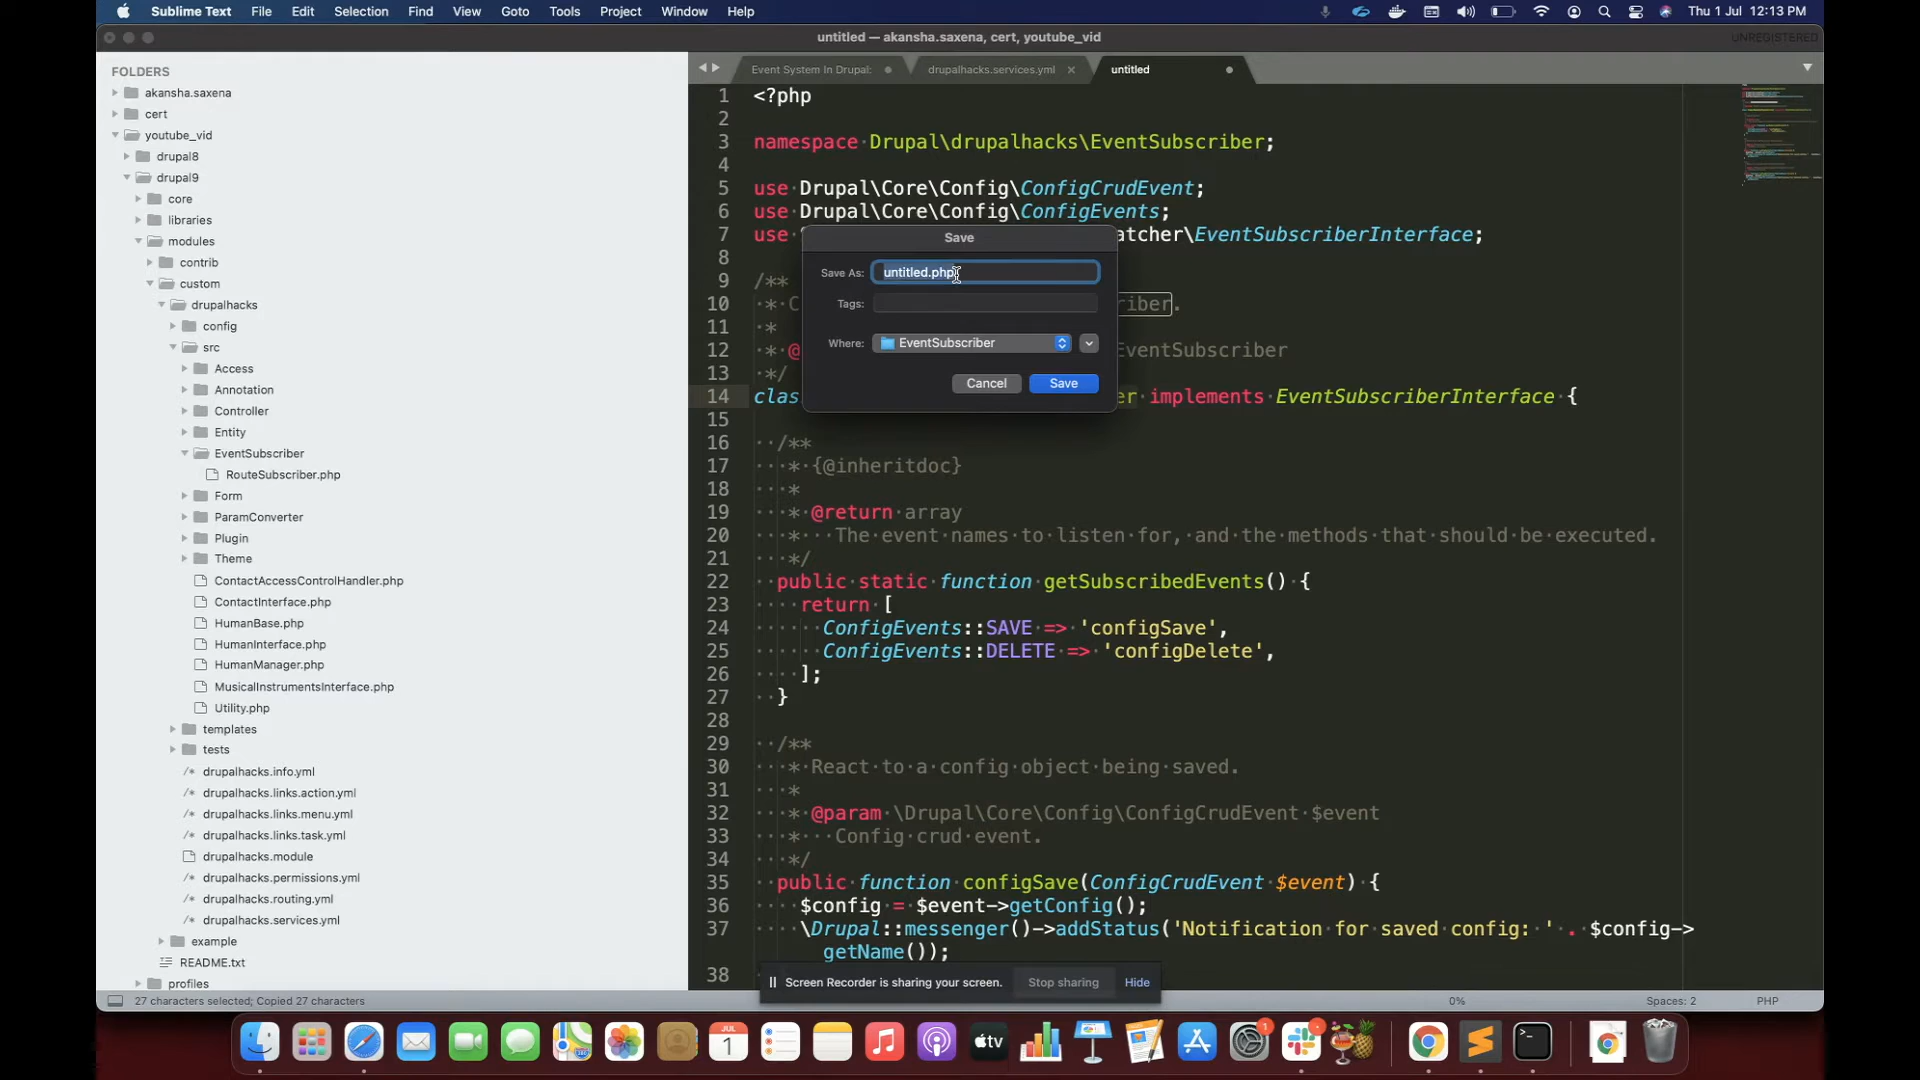 Sublime Text File Edit Selection Find View Goto Tools Project Window Help Thu 1 Jul 12:13 PM
untitled — akansha.saxena, cert, youtube_vid UNREGISTERED
FOLDERS
akansha.saxena
cert
youtube_vid
drupal8
drupal9
core
libraries
modules
contrib
custom
drupalhacks
config
src
Access
Annotation
Controller
Entity
EventSubscriber
RouteSubscriber.php
Form
ParamConverter
Plugin
Theme
ContactAccessControlHandler.php
ContactInterface.php
HumanBase.php
HumanInterface.php
HumanManager.php
MusicalInstrumentsInterface.php
Utility.php
templates
tests
/* drupalhacks.info.yml
/* drupalhacks.links.action.yml
/* drupalhacks.links.menu.yml
/* drupalhacks.links.task.yml
drupalhacks.module
/* drupalhacks.permissions.yml
/* drupalhacks.routing.yml
/* drupalhacks.services.yml
example
README.txt
profiles
Event System In Drupal: drupalhacks.services.yml untitled
1 <?php
2
3 namespace Drupal\drupalhacks\EventSubscriber;
4
5 use Drupal\Core\Config\ConfigCrudEvent;
6 use Drupal\Core\Config\ConfigEvents;
7 use atcher\EventSubscriberInterface;
8
9 /**
10 * C riber.
11 *
12 * @ EventSubscriber
13 */
14 clas er implements EventSubscriberInterface {
15
16 /**
17 * {@inheritdoc}
18 *
19 * @return array
20 * The event names to listen for, and the methods that should be executed.
21 */
22 public static function getSubscribedEvents() {
23 return [
24 ConfigEvents::SAVE => 'configSave',
25 ConfigEvents::DELETE => 'configDelete',
26 ];
27 }
28
29 /**
30 * React to a config object being saved.
31 *
32 * @param \Drupal\Core\Config\ConfigCrudEvent $event
33 * Config crud event.
34 */
35 public function configSave(ConfigCrudEvent $event) {
36 $config = $event->getConfig();
37 \Drupal::messenger()->addStatus('Notification for saved config: ' . $config->
getName());
38
Save
Save As: untitled.php
Tags:
Where: EventSubscriber
Cancel Save
Screen Recorder is sharing your screen. Stop sharing Hide
27 characters selected; Copied 27 characters 0% Spaces: 2 PHP
JUL
1
tv
1